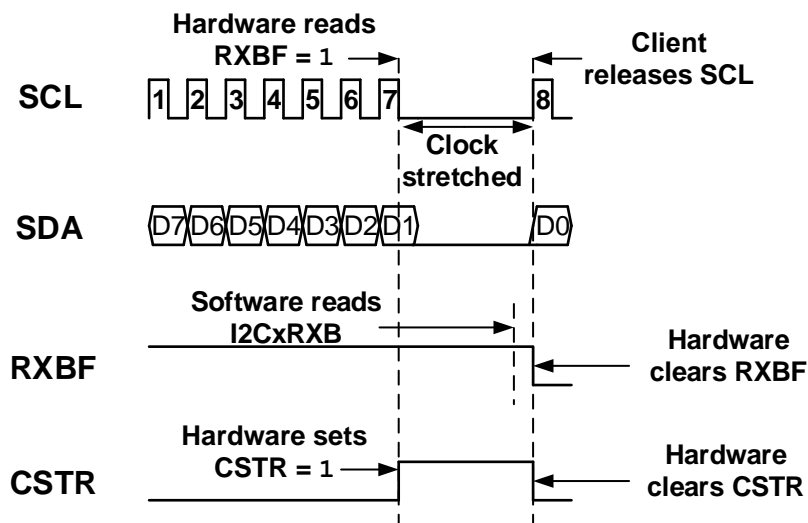 Hardware reads
RXBF = 1
Client
releases SCL
SCL
1 2 3 4 5 6 7 8
Clock
stretched
SDA
D7 D6 D5 D4 D3 D2 D1 D0
Software reads
I2CxRXB
RXBF
Hardware
clears RXBF
Hardware sets
CSTR = 1
CSTR
Hardware
clears CSTR